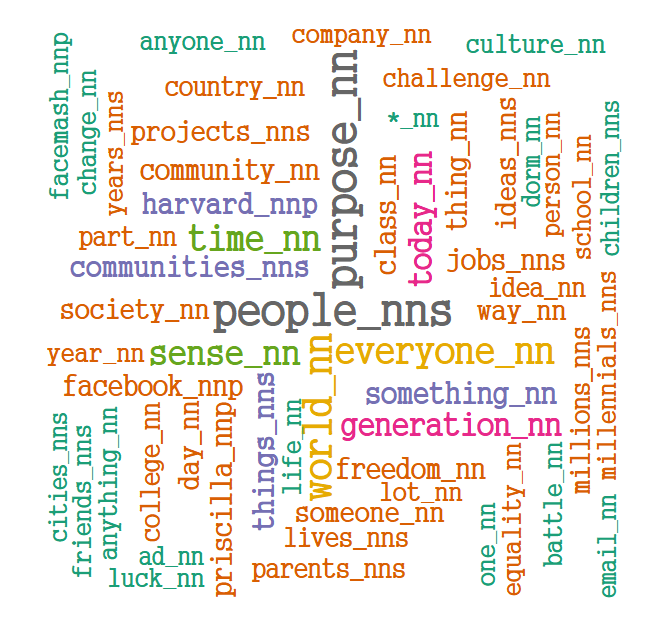 company_nn
anyone_nn
culture_nn
facemash_nnp
change_nn
country_nn
challenge_nn
purpose_nn
years_nns
projects_nns
*_nn
thing_nn
ideas_nns
dorm_nn
person_nn
school_nn
children_nns
community_nn
class_nn
today_nn
harvard_nnp
part_nn
time_nn
communities_nns
jobs_nns
idea_nn
society_nn
people_nns
way_nn
year_nn
sense_nn
world_nn
everyone_nn
millions_nns
millennials_nns
facebook_nnp
something_nn
things_nns
life_nn
generation_nn
cities_nns
friends_nns
anything_nn
college_nn
day_nn
priscilla_nnp
freedom_nn
lot_nn
someone_nn
one_nn
equality_nn
battle_nn
email_nn
lives_nns
ad_nn
luck_nn
parents_nns